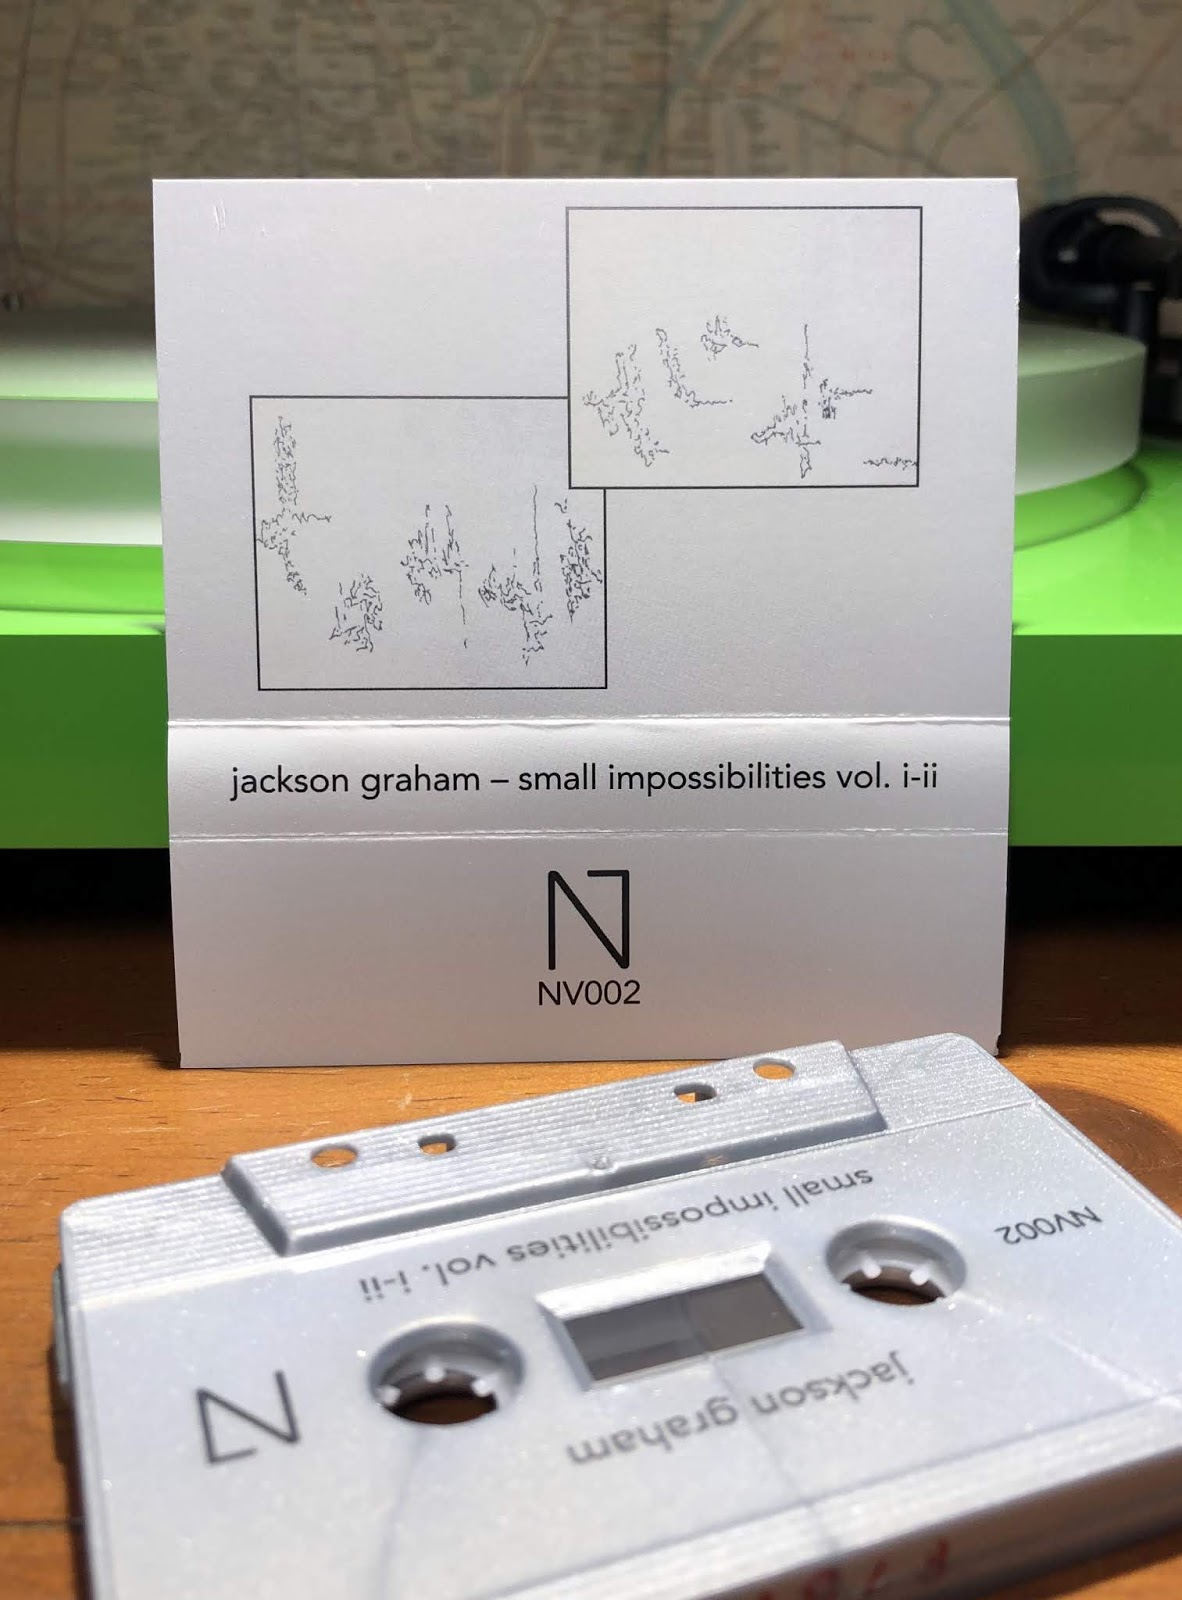 jackson graham – small impossibilities vol. i-ii
NV002
small impossibilities vol. i-ii
NV002
jackson graham